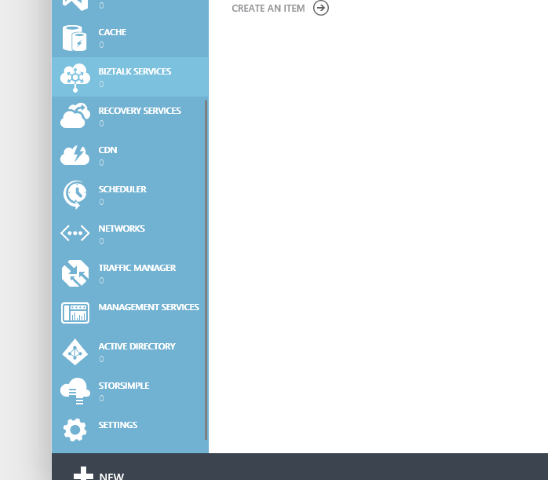 0
CREATE AN ITEM
CACHE
0
BIZTALK SERVICES
0
RECOVERY SERVICES
0
CDN
0
SCHEDULER
0
NETWORKS
0
TRAFFIC MANAGER
0
MANAGEMENT SERVICES
ACTIVE DIRECTORY
0
STORSIMPLE
0
SETTINGS
NEW